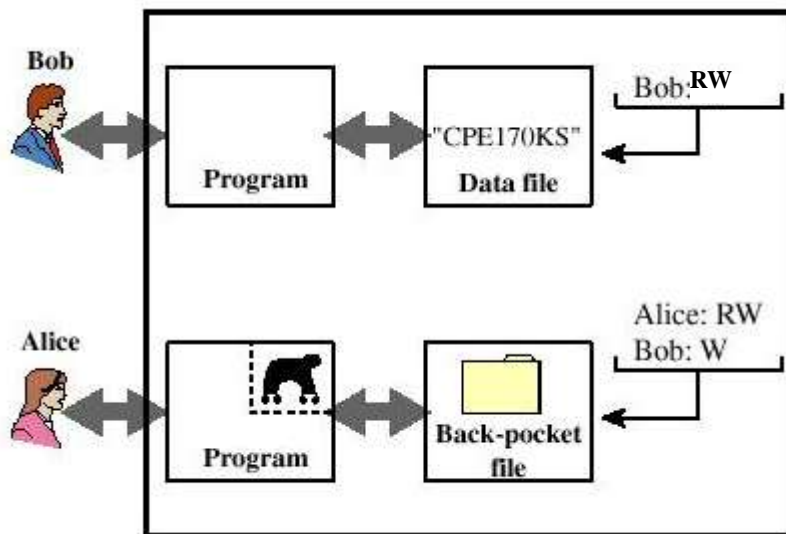 Bob
Bob:RW
"CPE170KS"
Program
Data file
Alice
Alice: RW
Bob: W
Program
Back-pocket
file